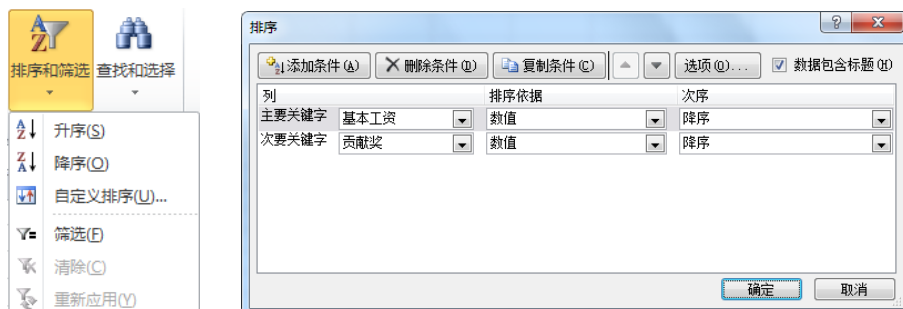 排序和筛选 查找和选择
升序(S)
降序(O)
自定义排序(U)...
筛选(F)
清除(C)
重新应用(Y)
排序
添加条件(A) 删除条件(D) 复制条件(C) 选项(O)... 数据包含标题(H)
列 排序依据 次序
主要关键字 基本工资 数值 降序
次要关键字 贡献奖 数值 降序
确定 取消